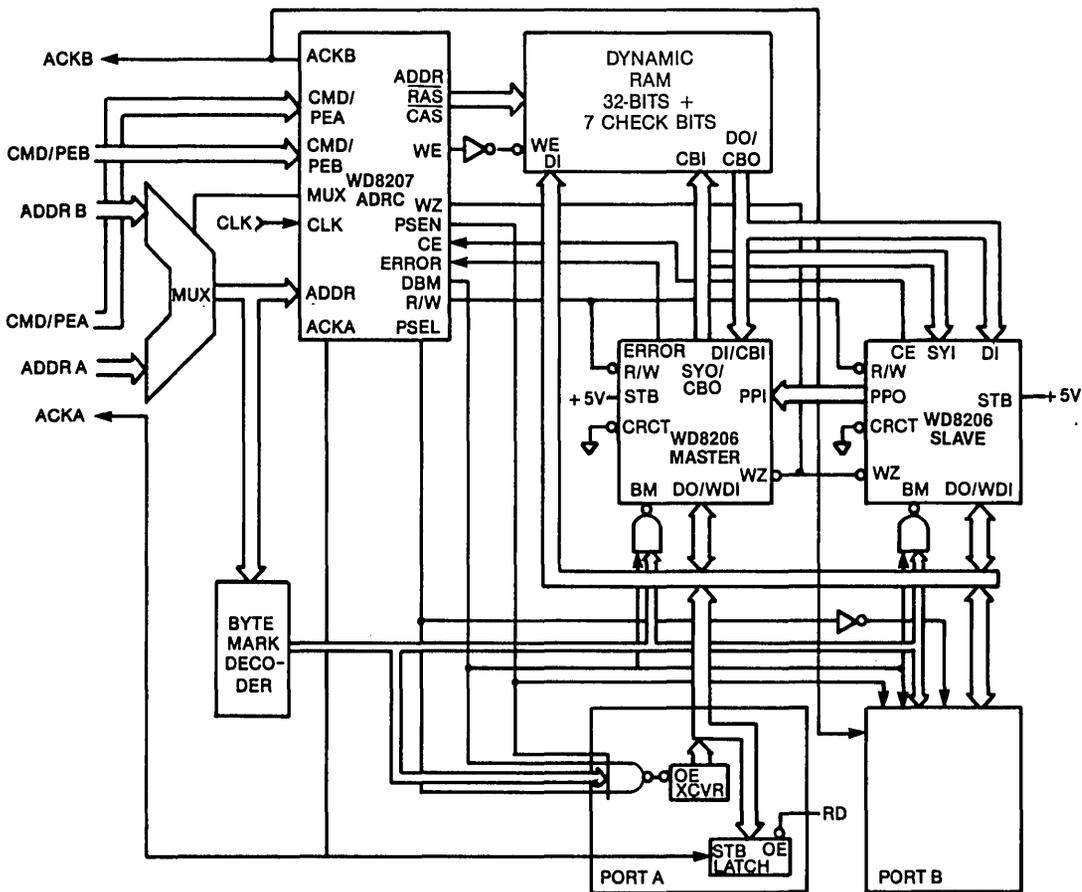 ACKB
CMD/PEB
ADDR B
CMD/PEA
ADDR A
ACKA
MUX
CLK
ACKB
CMD/
PEA
CMD/
PEB
MUX
CLK
ADDR
ACKA
WD8207
ADRC
ADDR
RAS
CAS
WE
WZ
PSEN
CE
ERROR
DBM
R/W
PSEL
DYNAMIC
RAM
32-BITS +
7 CHECK BITS
WE
DI
CBI
DO/
CBO
ERROR
R/W
STB
CRCT
SYO/
CBO
DI/CBI
PPI
WD8206
MASTER
WZ
BM
DO/WDI
+5V
CE
SYI
DI
R/W
PPO
STB
CRCT
WD8206
SLAVE
WZ
BM
DO/WDI
+5V
BYTE
MARK
DECO-
DER
OE
XCVR
RD
STB
OE
LATCH
PORT A
PORT B